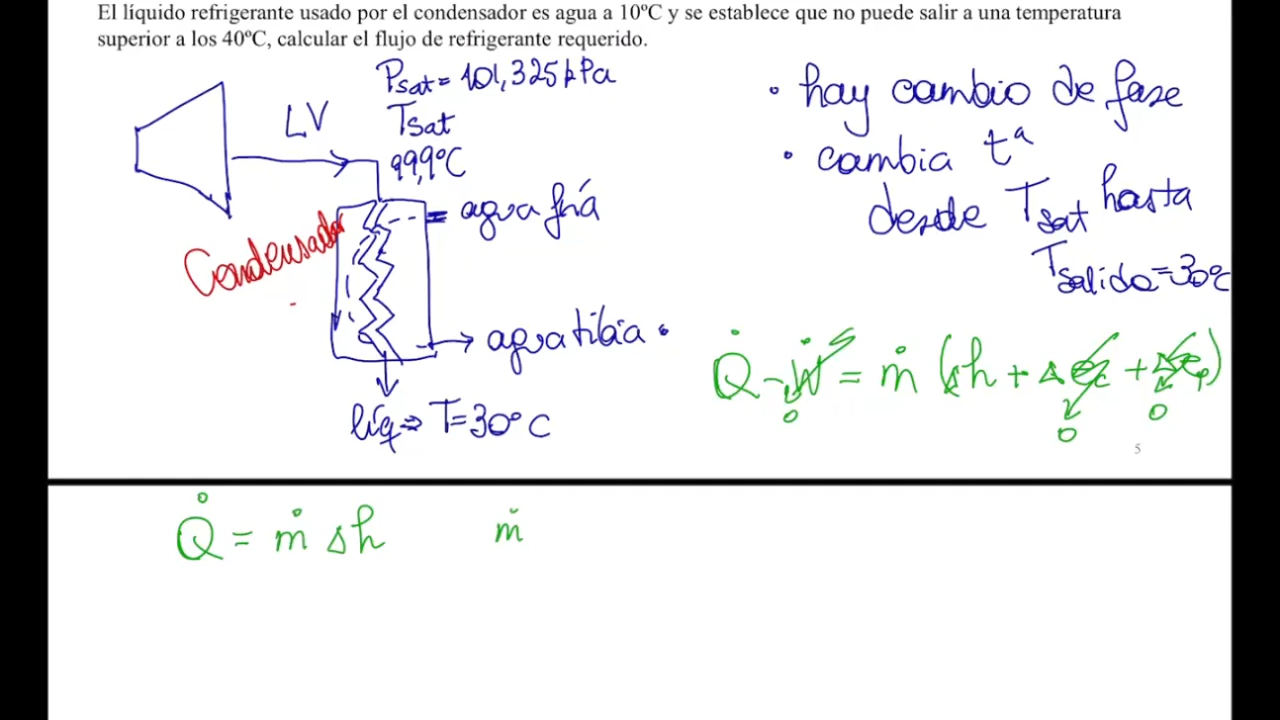 El líquido refrigerante usado por el condensador es agua a 10ºC y se establece que no puede salir a una temperatura
superior a los 40ºC, calcular el flujo de refrigerante requerido.
Psat = 101,325 kPa
Tsat
99,9ºC
LV
Condensador
= agua fría
→ agua tibia
líq ⇒ T=30ºC
• hay cambio de fase
• cambia tª
desde Tsat hasta
Tsalida=30ºC
Q̇ - Ẇ = ṁ (Δh + Δec + Δep)
0
0
0
5
Q̇ = ṁ Δh
ṁ